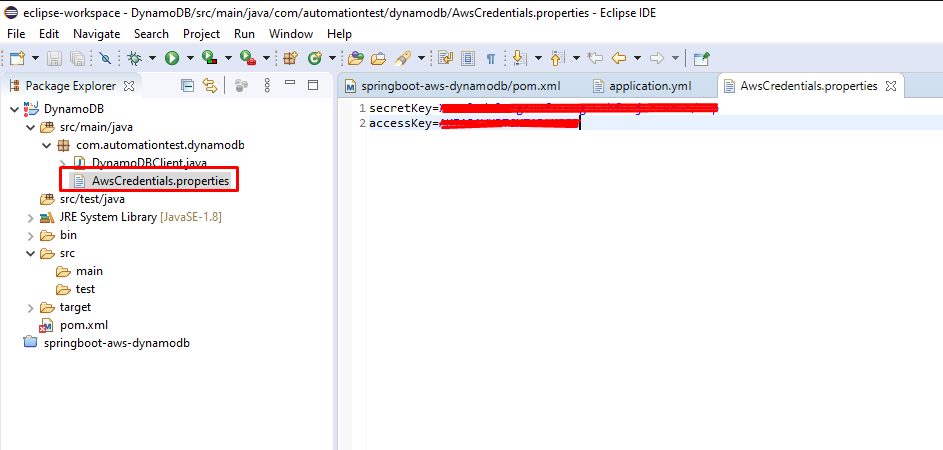 eclipse-workspace - DynamoDB/src/main/java/com/automationtest/dynamodb/AwsCredentials.properties - Eclipse IDE
File Edit Navigate Search Project Run Window Help
Package Explorer
springboot-aws-dynamodb/pom.xml application.yml AwsCredentials.properties
DynamoDB
src/main/java
com.automationtest.dynamodb
DynamoDBClient.java
AwsCredentials.properties
src/test/java
JRE System Library [JavaSE-1.8]
bin
src
main
test
target
pom.xml
springboot-aws-dynamodb
1 secretKey=
2 accessKey=